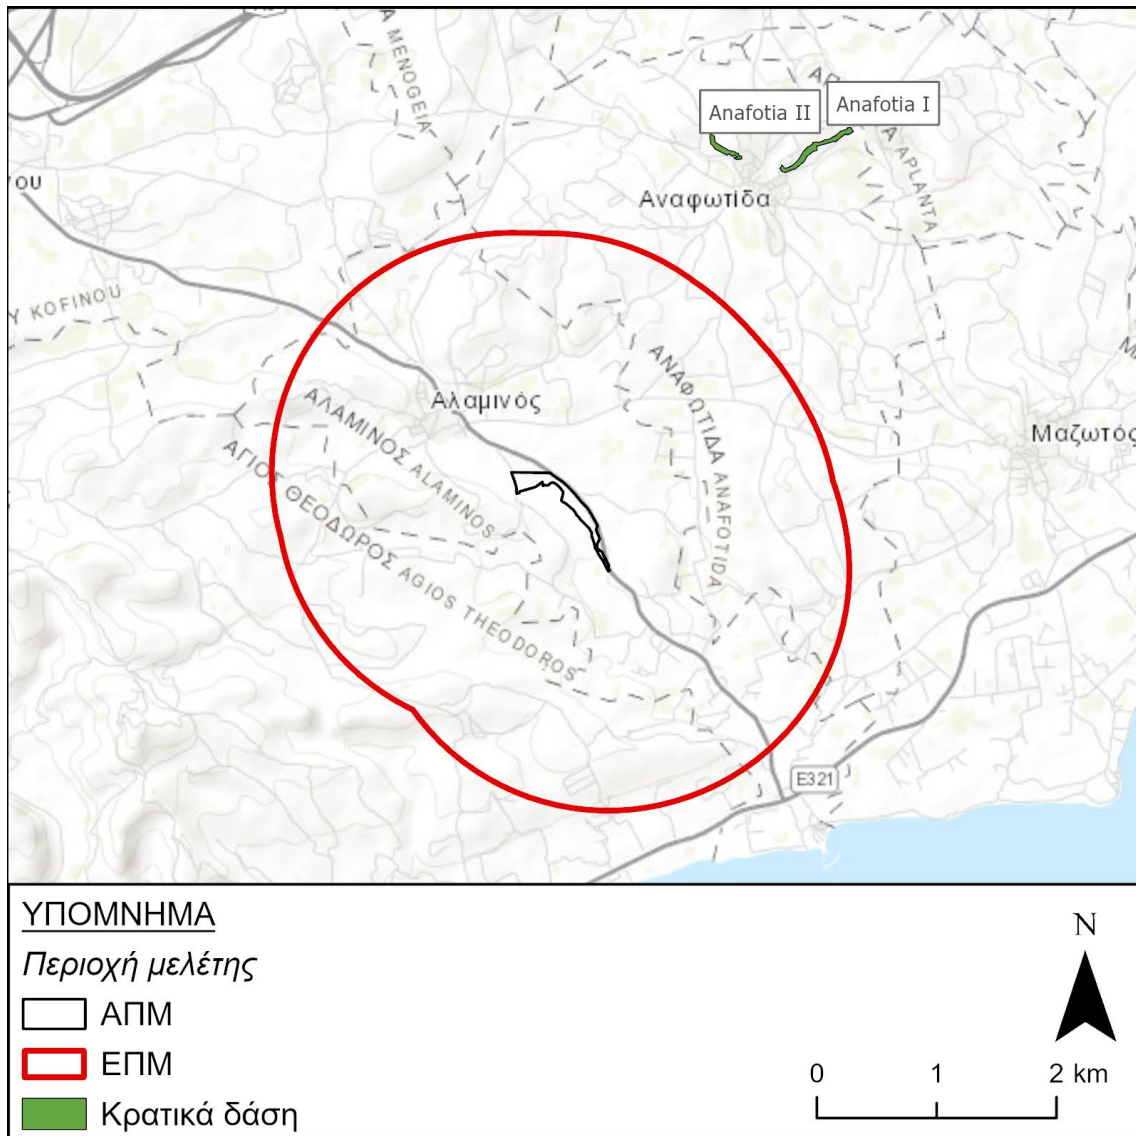 Α MENOGEIA
Anafotia II
Anafotia I
Α APLANTA
νου
Αναφωτίδα
Υ KOFINOU
ΑΝΑΦΩΤΙΔΑ ANAFOTIDA
Αλαμινός
ΑΛΑΜΙΝΟΣ ALAMINOS
Μαζωτός
ΑΓΙΟΣ ΘΕΟΔΩΡΟΣ AGIOS THEODOROS
E321
ΥΠΟΜΝΗΜΑ
Περιοχή μελέτης
ΑΠΜ
ΕΠΜ
Κρατικά δάση
N
0 1 2 km